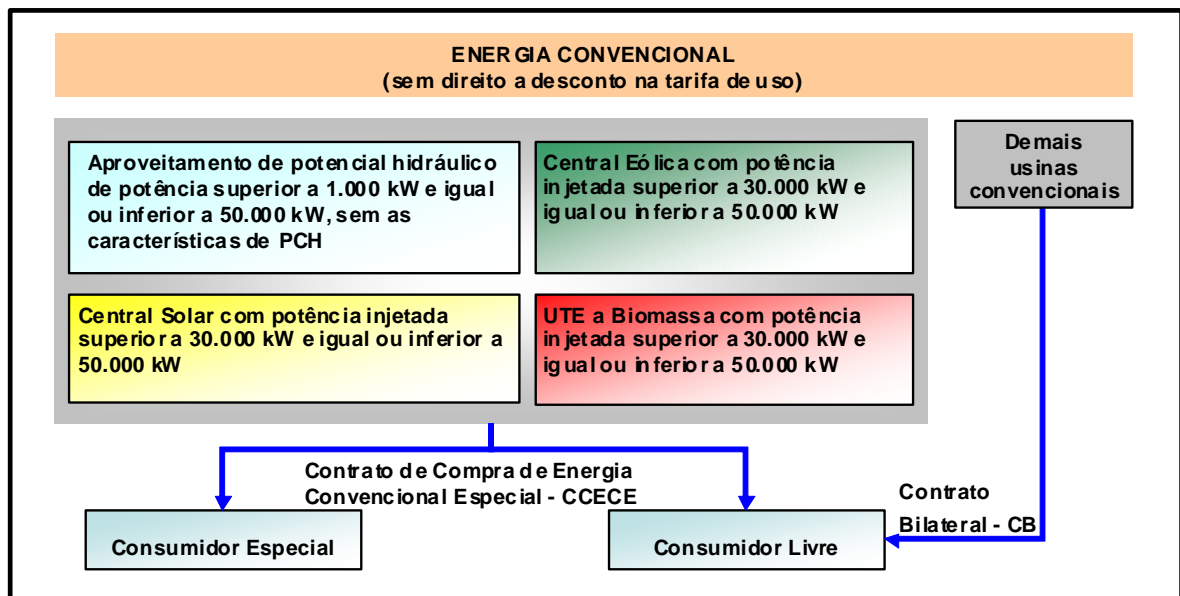 ENERGIA CONVENCIONAL
(sem direito a desconto na tarifa de uso)
Aproveitamento de potencial hidráulico
de potência superior a 1.000 kW e igual
ou inferior a 50.000 kW, sem as
características de PCH
Central Eólica com potência
injetada superior a 30.000 kW e
igual ou inferior a 50.000 kW
Demais
usinas
convencionais
Central Solar com potência injetada
superior a 30.000 kW e igual ou inferior a
50.000 kW
UTE a Biomassa com potência
injetada superior a 30.000 kW e
igual ou inferior a 50.000 kW
Contrato de Compra de Energia
Convencional Especial - CCECE
Contrato
Bilateral - CB
Consumidor Especial
Consumidor Livre